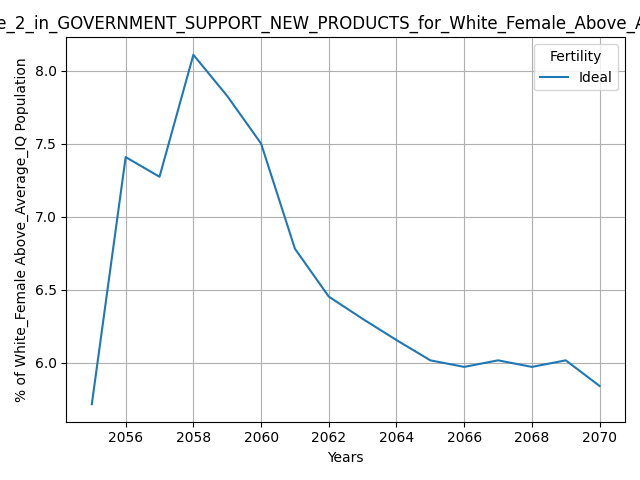 e_2_in_GOVERNMENT_SUPPORT_NEW_PRODUCTS_for_White_Female_Above_A
Fertility
Ideal
% of White_Female Above_Average_IQ Population
8.0
7.5
7.0
6.5
6.0
2056 2058 2060 2062 2064 2066 2068 2070
Years